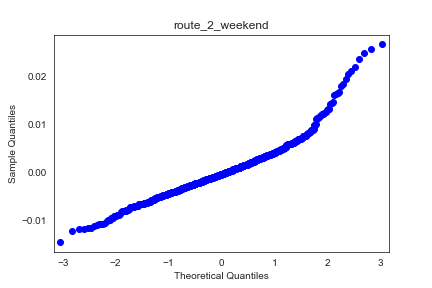 route_2_weekend
0.02
0.01
0.00
−0.01
Sample Quantiles
−3 −2 −1 0 1 2 3
Theoretical Quantiles